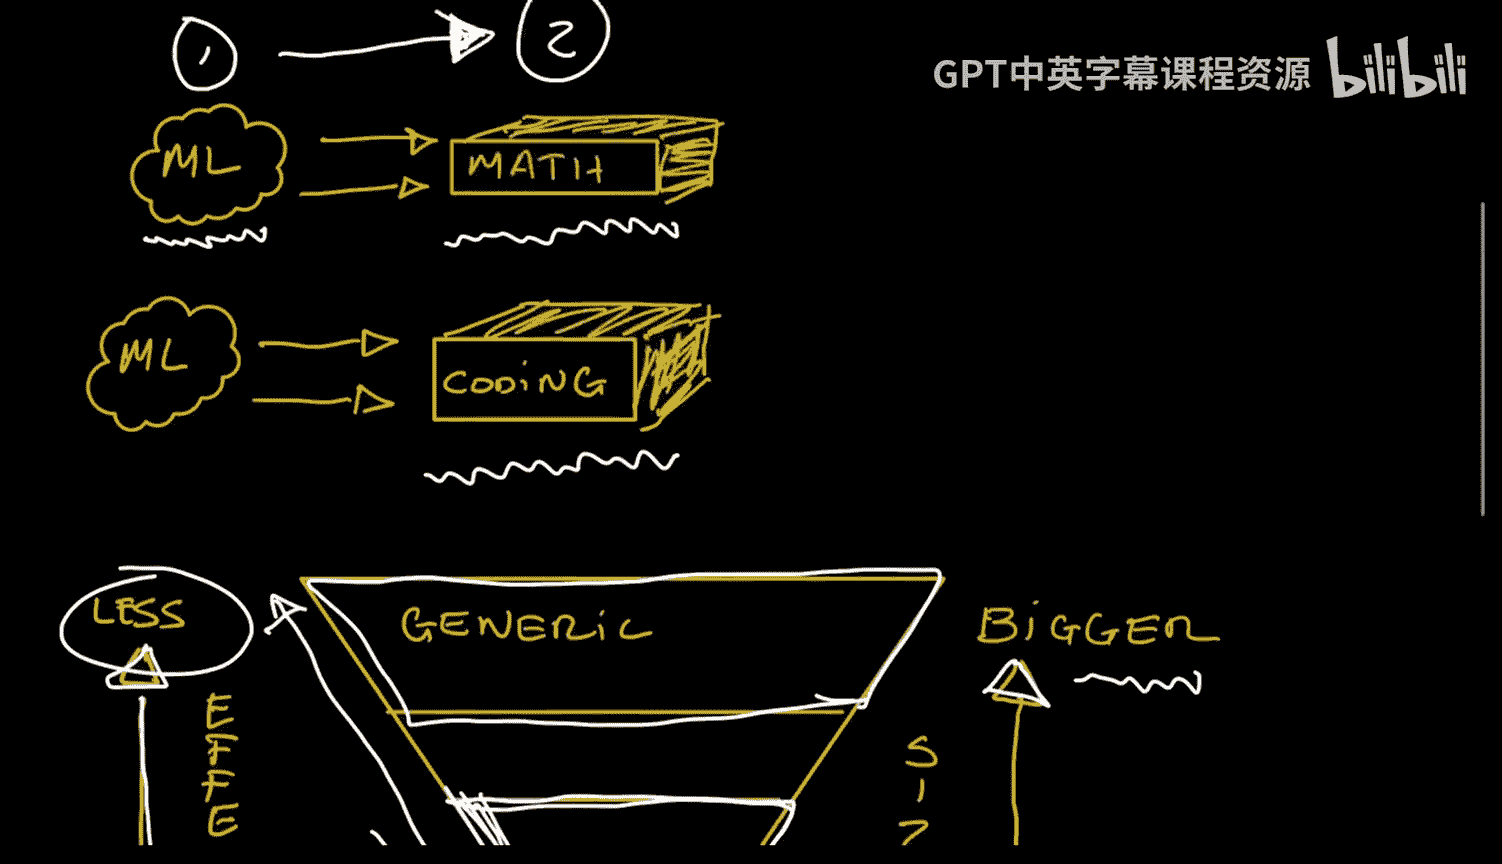 1 2
GPT中英字幕课程资源 bilibili
ML MATH
ML CODiNG
LESS GENERiC BiGGER
E
F
F
E
S
I
Z